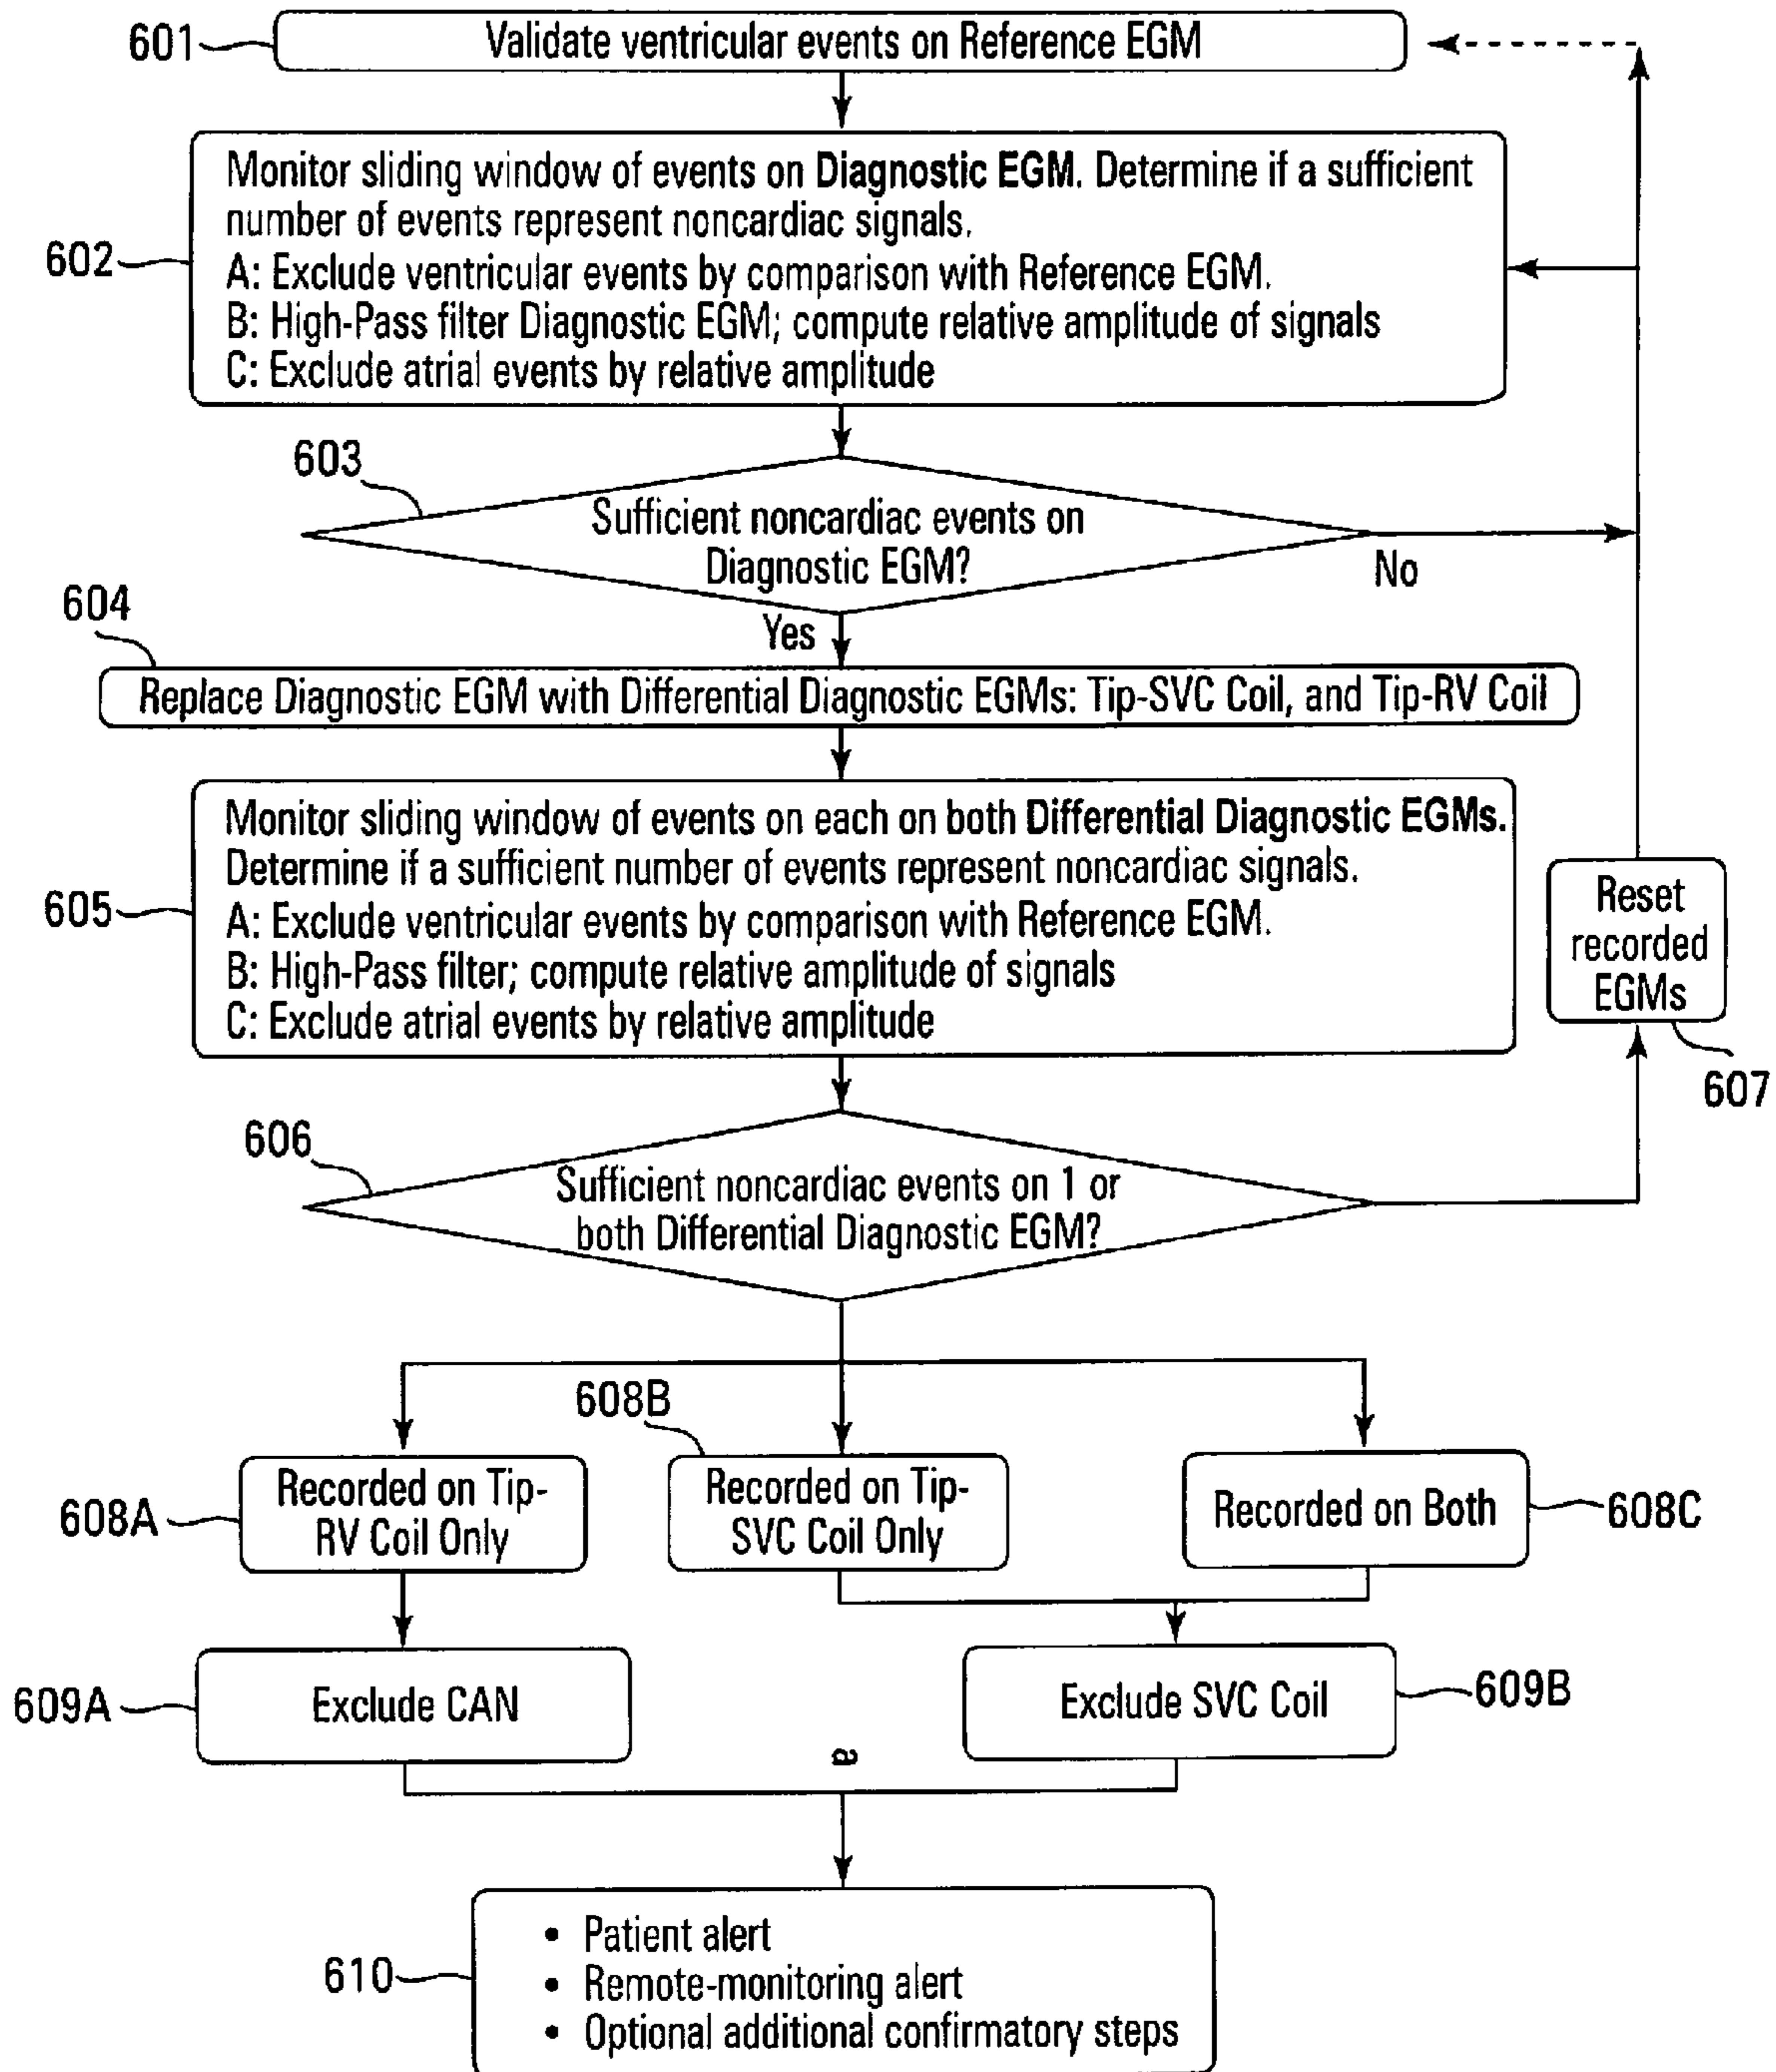 601
Validate ventricular events on Reference EGM
Monitor sliding window of events on Diagnostic EGM. Determine if a sufficient
number of events represent noncardiac signals.
A: Exclude ventricular events by comparison with Reference EGM.
B: High-Pass filter Diagnostic EGM; compute relative amplitude of signals
C: Exclude atrial events by relative amplitude
602
603
Sufficient noncardiac events on
Diagnostic EGM?
No
Yes
604
Replace Diagnostic EGM with Differential Diagnostic EGMs: Tip-SVC Coil, and Tip-RV Coil
Monitor sliding window of events on each on both Differential Diagnostic EGMs.
Determine if a sufficient number of events represent noncardiac signals.
A: Exclude ventricular events by comparison with Reference EGM.
B: High-Pass filter; compute relative amplitude of signals
C: Exclude atrial events by relative amplitude
605
Reset
recorded
EGMs
607
606
Sufficient noncardiac events on 1 or
both Differential Diagnostic EGM?
608A
Recorded on Tip-
RV Coil Only
608B
Recorded on Tip-
SVC Coil Only
Recorded on Both
608C
609A
Exclude CAN
Exclude SVC Coil
609B
a
610
• Patient alert
• Remote-monitoring alert
• Optional additional confirmatory steps